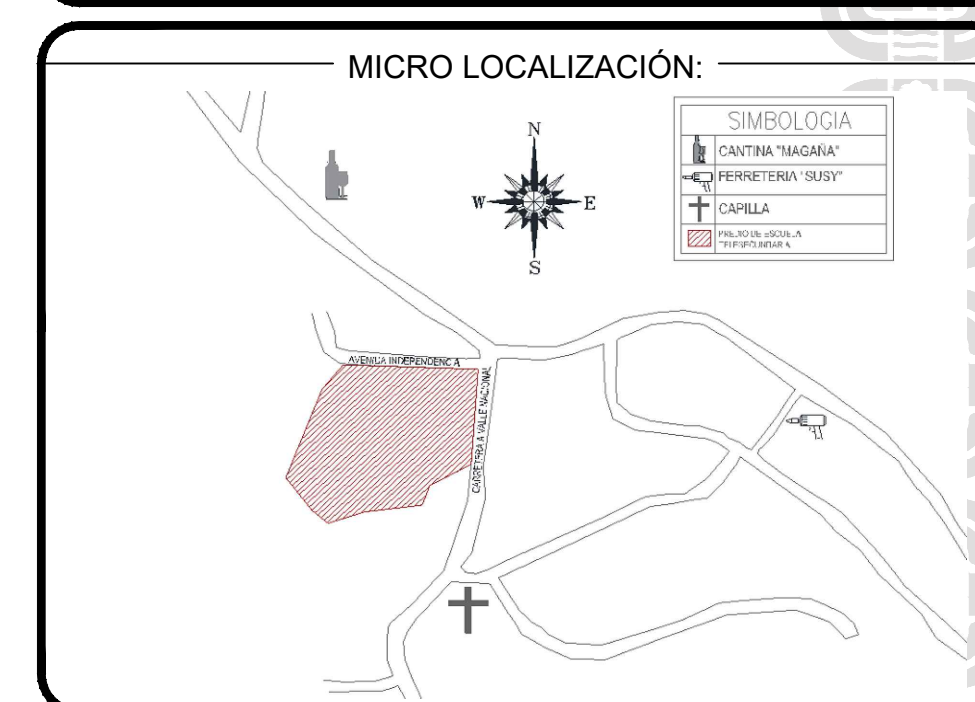 MICRO LOCALIZACIÓN:
SIMBOLOGIA
CANTINA "MAGAÑA"
FERRETERIA "SUSY"
CAPILLA
PREDIO DE ESCUELA
TELESECUNDARIA
N
W
E
S
AVENIDA INDEPENDENCIA
CARRETERA A VALLE NACIONAL